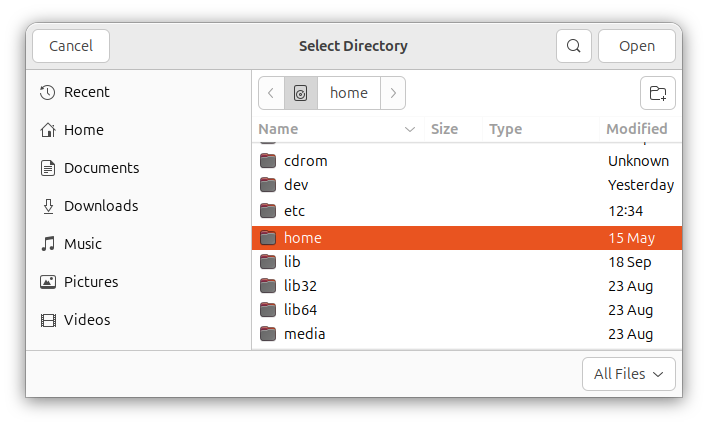 Cancel Select Directory Open
Recent
Home
Documents
Downloads
Music
Pictures
Videos
home
Name Size Type Modified
cdrom Unknown
dev Yesterday
etc 12:34
home 15 May
lib 18 Sep
lib32 23 Aug
lib64 23 Aug
media 23 Aug
All Files